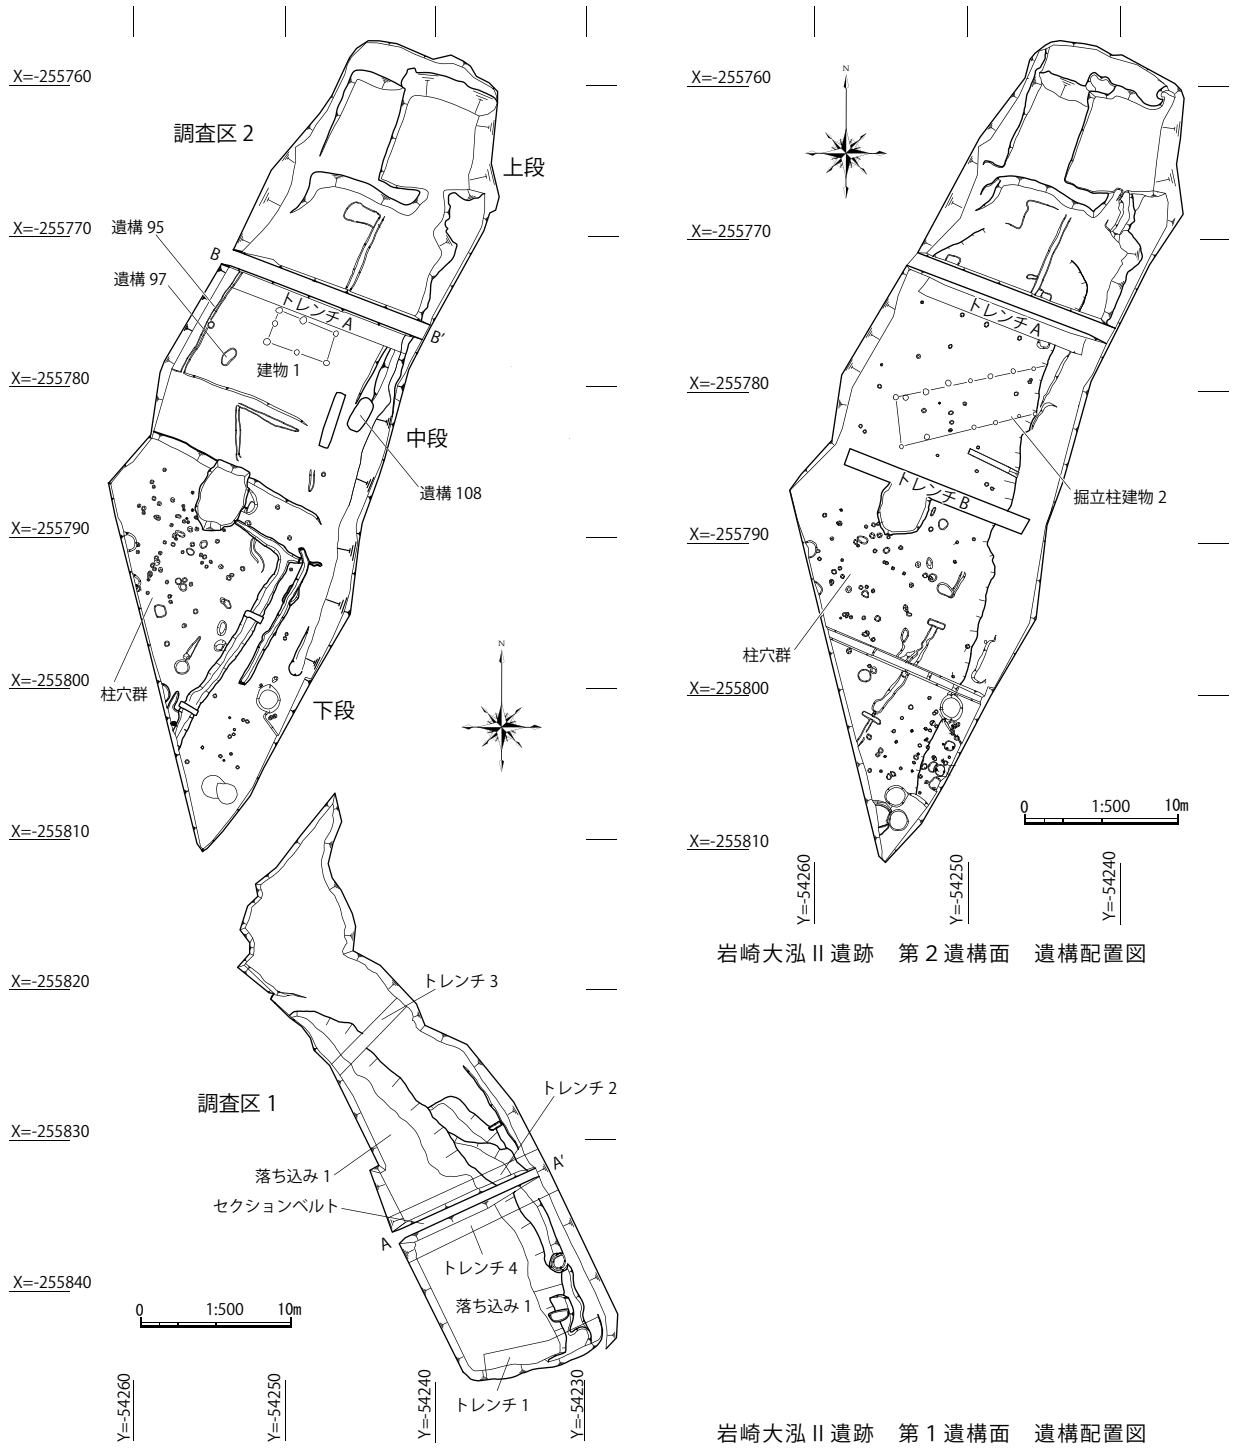 X=-255760
調査区 2
上段
X=-255770
遺構 95
B
遺構 97
トレンチ A
B'
建物 1
X=-255780
中段
遺構 108
X=-255790
柱穴群
X=-255800
下段
N
X=-255810
X=-255820
トレンチ 3
調査区 1
トレンチ 2
X=-255830
A'
落ち込み 1
セクションベルト
A
トレンチ 4
X=-255840
落ち込み 1
0 1:500 10m
トレンチ 1
Y=-54260
Y=-54250
Y=-54240
Y=-54230
X=-255760
N
X=-255770
トレンチ A
X=-255780
トレンチ B
掘立柱建物 2
X=-255790
柱穴群
X=-255800
0 1:500 10m
X=-255810
Y=-54260
Y=-54250
Y=-54240
岩崎大泓 II 遺跡　第 2 遺構面　遺構配置図
岩崎大泓 II 遺跡　第 1 遺構面　遺構配置図